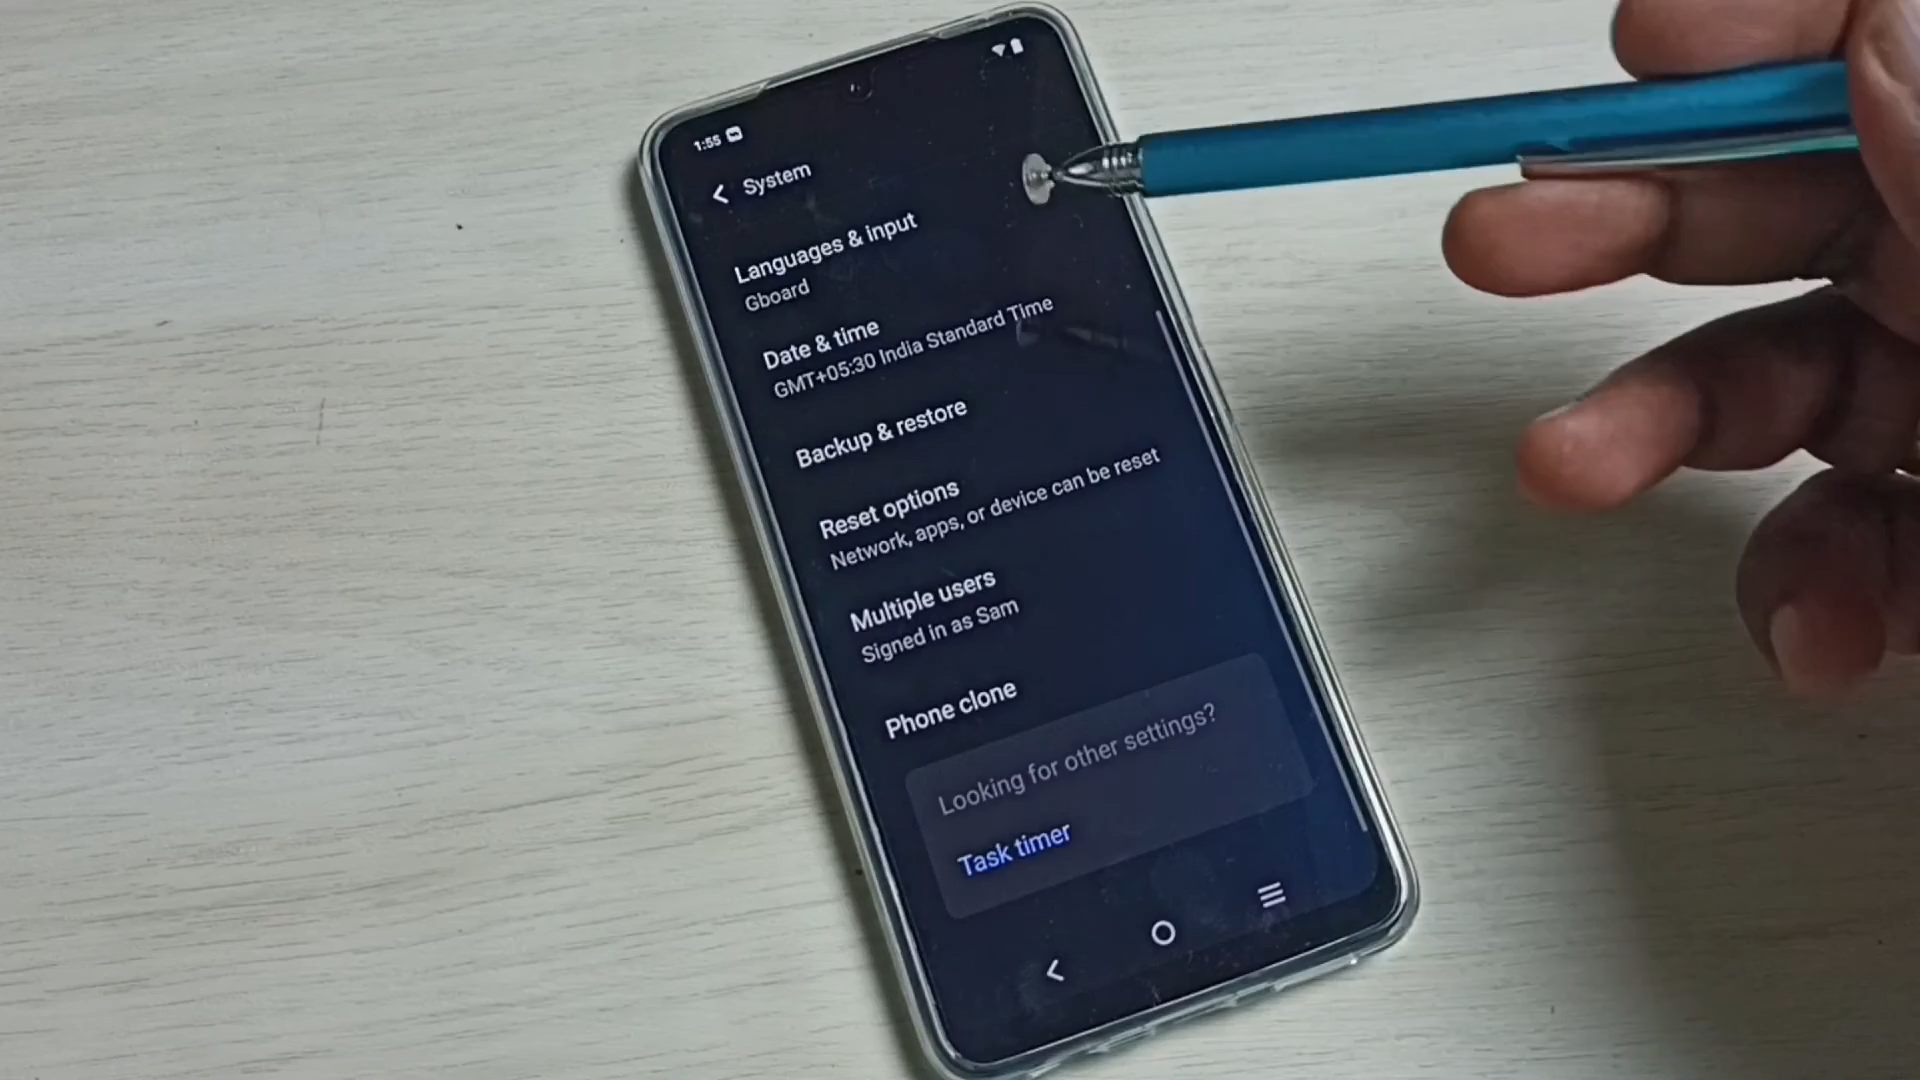 1:55
System
Languages & input
Gboard
Date & time
GMT+05:30 India Standard Time
Backup & restore
Reset options
Network, apps, or device can be reset
Multiple users
Signed in as Sam
Phone clone
Looking for other settings?
Task timer